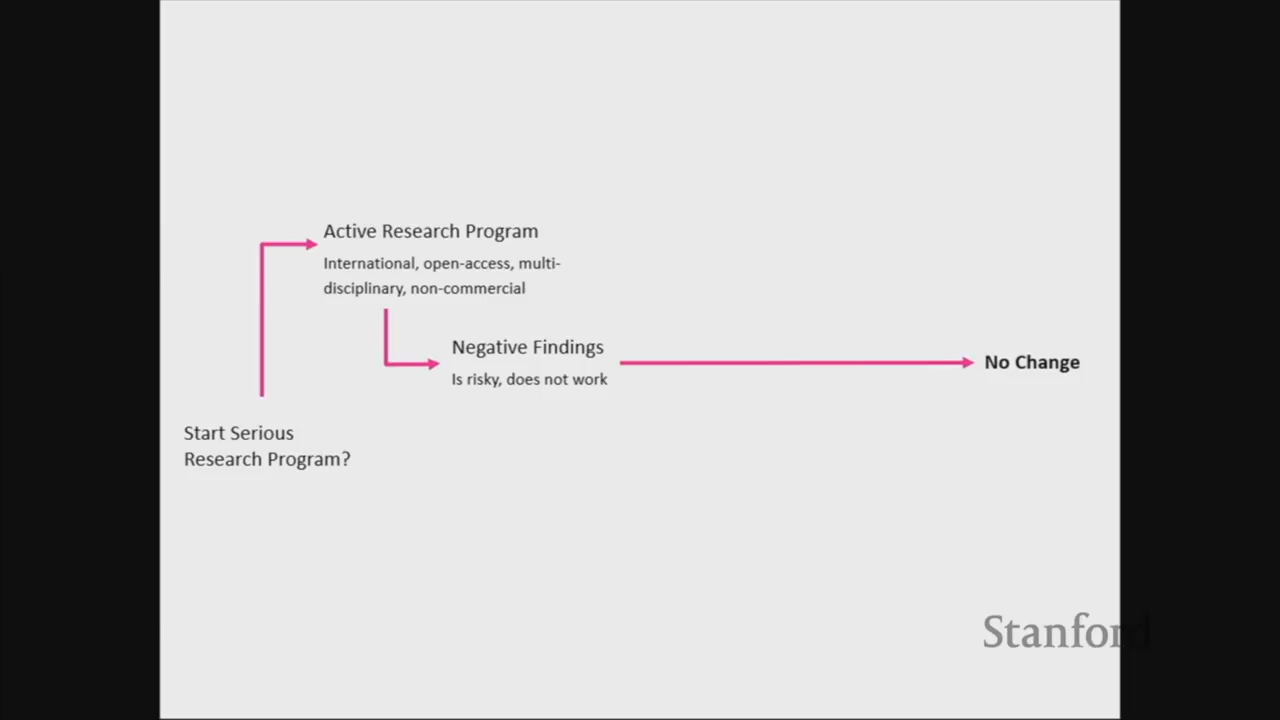 Active Research Program
International, open-access, multi-
disciplinary, non-commercial
Negative Findings
Is risky, does not work
No Change
Start Serious
Research Program?
Stanford